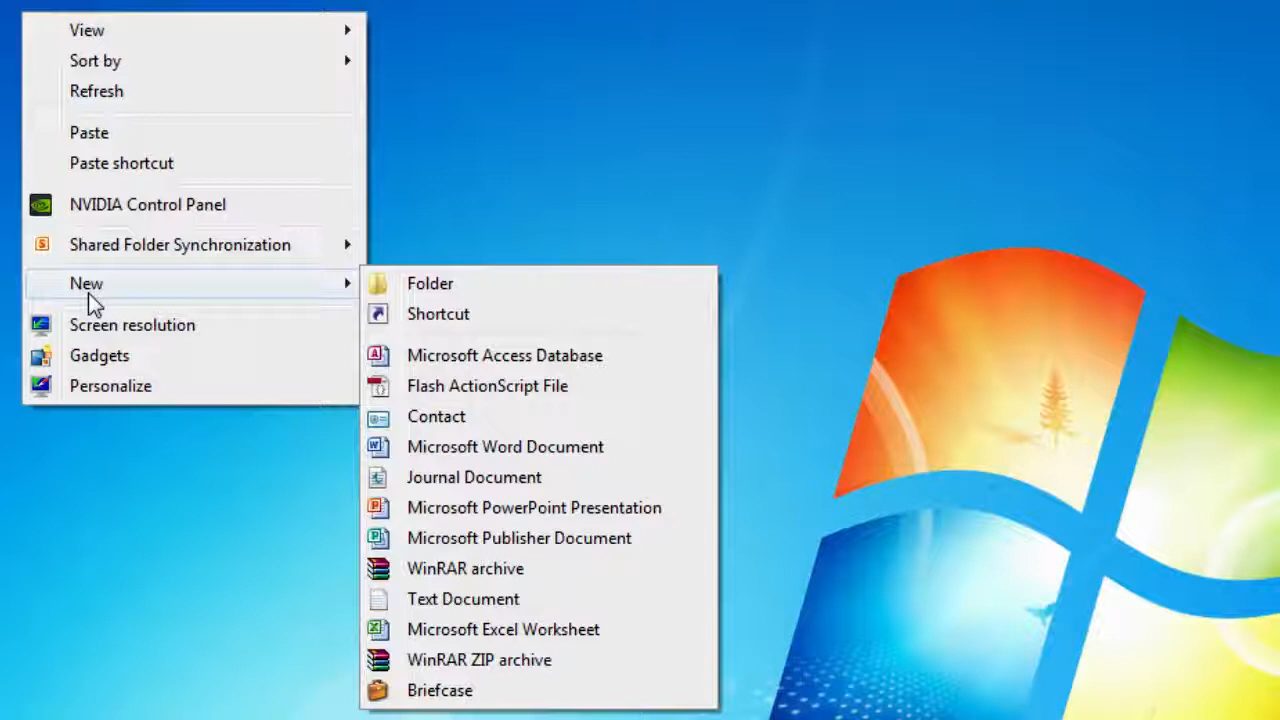 View
Sort by
Refresh
Paste
Paste shortcut
NVIDIA Control Panel
Shared Folder Synchronization
New
Screen resolution
Gadgets
Personalize
Folder
Shortcut
Microsoft Access Database
Flash ActionScript File
Contact
Microsoft Word Document
Journal Document
Microsoft PowerPoint Presentation
Microsoft Publisher Document
WinRAR archive
Text Document
Microsoft Excel Worksheet
WinRAR ZIP archive
Briefcase